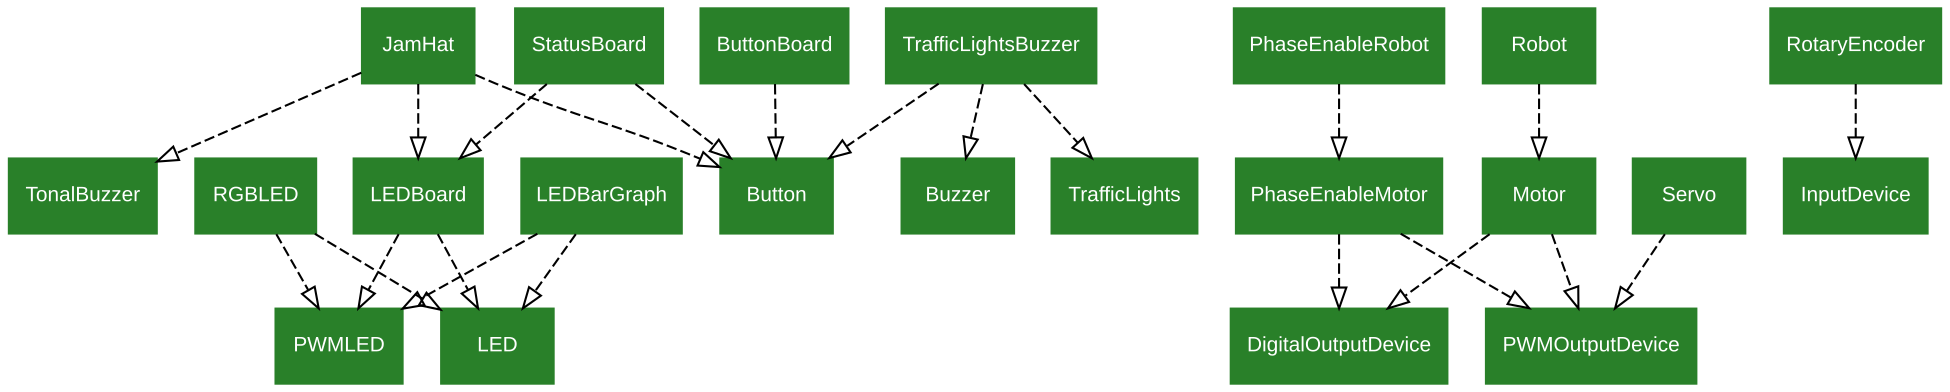 JamHat
StatusBoard
ButtonBoard
TrafficLightsBuzzer
PhaseEnableRobot
Robot
RotaryEncoder
TonalBuzzer
RGBLED
LEDBoard
LEDBarGraph
Button
Buzzer
TrafficLights
PhaseEnableMotor
Motor
Servo
InputDevice
PWMLED
LED
DigitalOutputDevice
PWMOutputDevice